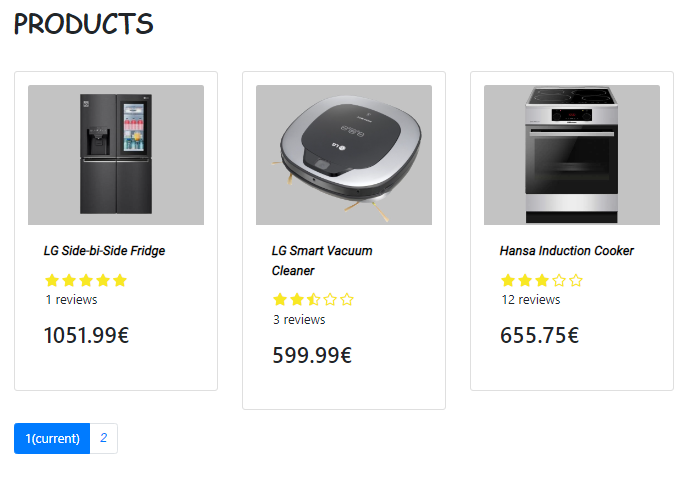 PRODUCTS
LG Side-bi-Side Fridge
1 reviews
1051.99€
LG Smart Vacuum
Cleaner
3 reviews
599.99€
Hansa Induction Cooker
12 reviews
655.75€
1(current)
2